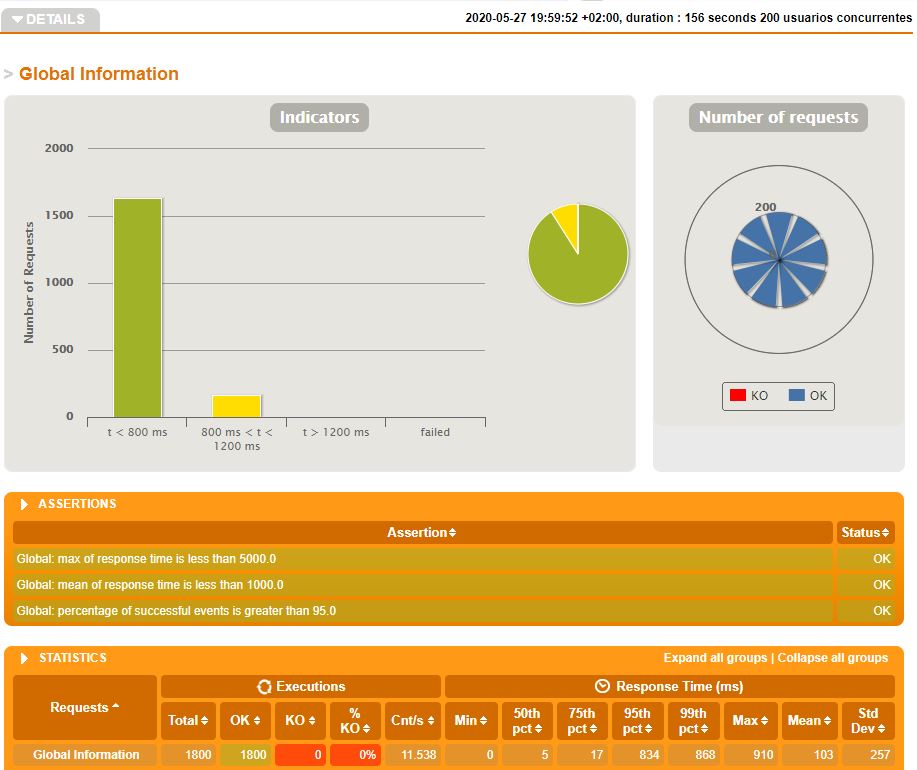 DETAILS
2020-05-27 19:59:52 +02:00, duration : 156 seconds 200 usuarios concurrentes
> Global Information
Indicators
Number of requests
Number of Requests
2000
1500
1000
500
0
t < 800 ms
800 ms < t <
1200 ms
t > 1200 ms
failed
200
KO
OK
ASSERTIONS
Assertion Status
Global: max of response time is less than 5000.0 OK
Global: mean of response time is less than 1000.0 OK
Global: percentage of successful events is greater than 95.0 OK
STATISTICS
Expand all groups | Collapse all groups
Requests
Executions
Response Time (ms)
Total
OK
KO
%
KO
Cnt/s
Min
50th
pct
75th
pct
95th
pct
99th
pct
Max
Mean
Std
Dev
Global Information 1800 1800 0 0% 11.538 0 5 17 834 868 910 103 257